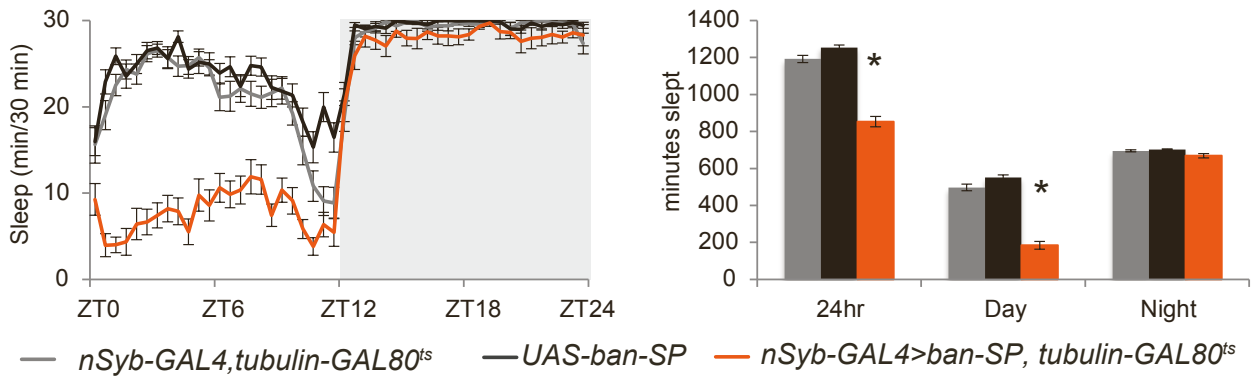 Sleep (min/30 min)
30
20
10
0
ZT0 ZT6 ZT12 ZT18 ZT24
minutes slept
1400
1200
1000
800
600
400
200
0
*
*
24hr Day Night
nSyb-GAL4,tubulin-GAL80ts UAS-ban-SP nSyb-GAL4>ban-SP, tubulin-GAL80ts